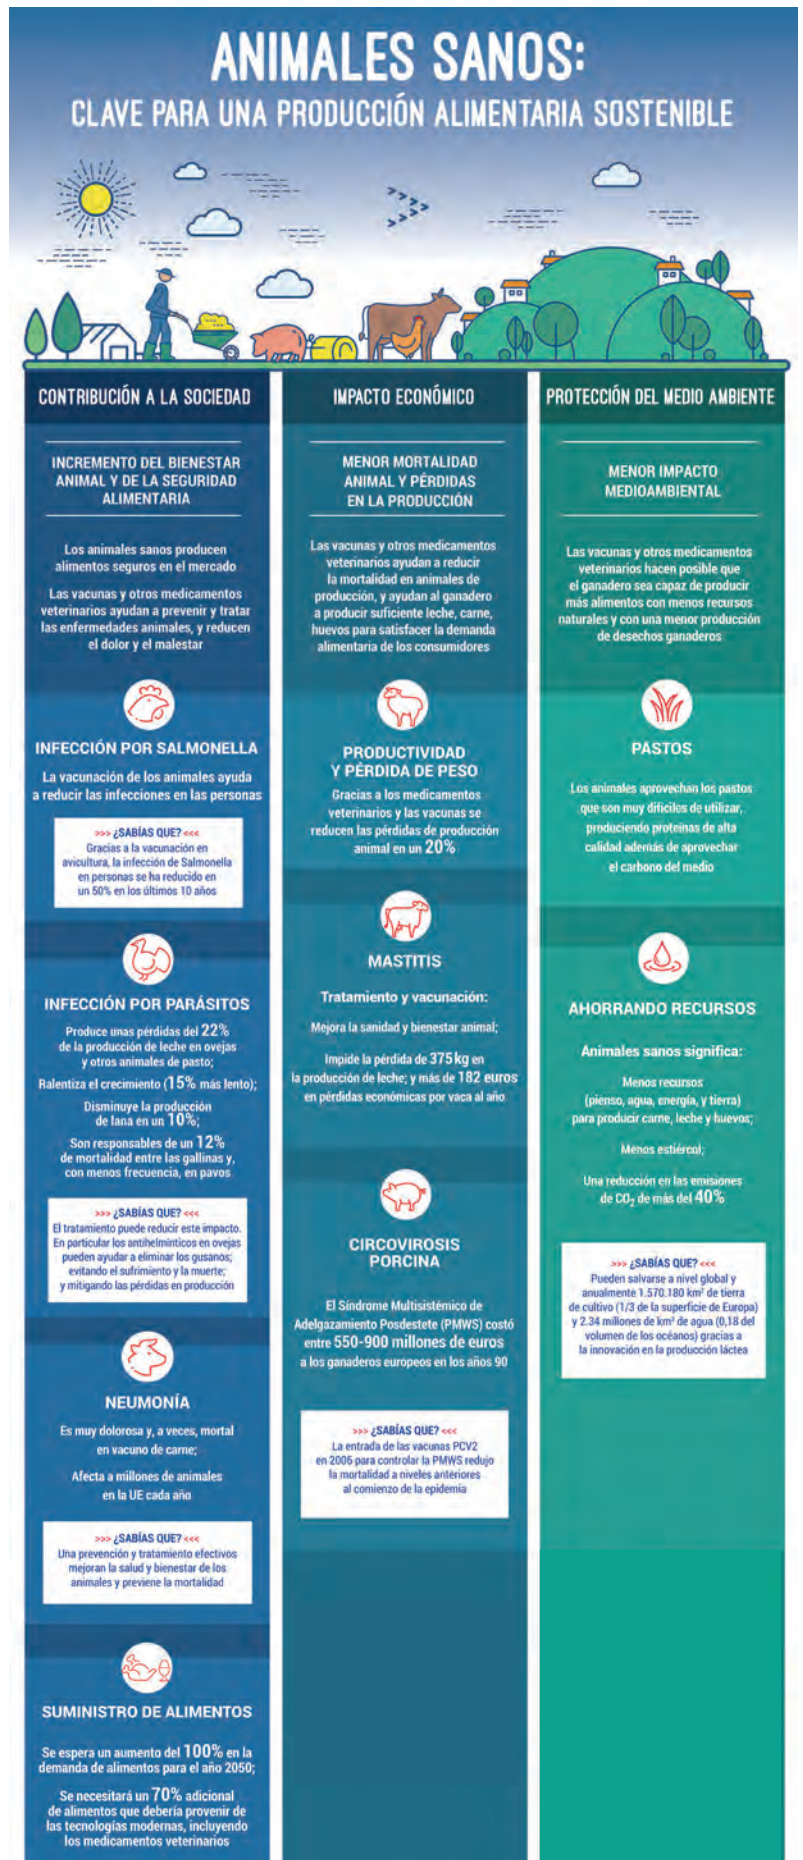 ANIMALES SANOS:
CLAVE PARA UNA PRODUCCIÓN ALIMENTARIA SOSTENIBLE
CONTRIBUCIÓN A LA SOCIEDAD
INCREMENTO DEL BIENESTAR
ANIMAL Y DE LA SEGURIDAD
ALIMENTARIA
Los animales sanos producen
alimentos seguros en el mercado
Las vacunas y otros medicamentos
veterinarios ayudan a prevenir y tratar
las enfermedades animales, y reducen
el dolor y el malestar
INFECCIÓN POR SALMONELLA
La vacunación de los animales ayuda
a reducir las infecciones en las personas
>>> ¿SABÍAS QUE? <<<
Gracias a la vacunación en
avicultura, la infección de Salmonella
en personas se ha reducido en
un 50% en los últimos 10 años
INFECCIÓN POR PARÁSITOS
Produce unas pérdidas del 22%
de la producción de leche en ovejas
y otros animales de pasto;
Ralentiza el crecimiento (15% más lento);
Disminuye la producción
de lana en un 10%;
Son responsables de un 12%
de mortalidad entre las gallinas y,
con menos frecuencia, en pavos
>>> ¿SABÍAS QUE? <<<
El tratamiento puede reducir este impacto.
En particular los antihelmínticos en ovejas
pueden ayudar a eliminar los gusanos;
evitando el sufrimiento y la muerte;
y mitigando las pérdidas en producción
NEUMONÍA
Es muy dolorosa y, a veces, mortal
en vacuno de carne;
Afecta a millones de animales
en la UE cada año
>>> ¿SABÍAS QUE? <<<
Una prevención y tratamiento efectivos
mejoran la salud y bienestar de los
animales y previene la mortalidad
SUMINISTRO DE ALIMENTOS
Se espera un aumento del 100% en la
demanda de alimentos para el año 2050;
Se necesitará un 70% adicional
de alimentos que debería provenir de
las tecnologías modernas, incluyendo
los medicamentos veterinarios
IMPACTO ECONÓMICO
MENOR MORTALIDAD
ANIMAL Y PÉRDIDAS
EN LA PRODUCCIÓN
Las vacunas y otros medicamentos
veterinarios ayudan a reducir
la mortalidad en animales de
producción, y ayudan al ganadero
a producir suficiente leche, carne,
huevos para satisfacer la demanda
alimentaria de los consumidores
PRODUCTIVIDAD
Y PÉRDIDA DE PESO
Gracias a los medicamentos
veterinarios y las vacunas se
reducen las pérdidas de producción
animal en un 20%
MASTITIS
Tratamiento y vacunación:
Mejora la sanidad y bienestar animal;
Impide la pérdida de 375 kg en
la producción de leche; y más de 182 euros
en pérdidas económicas por vaca al año
CIRCOVIROSIS
PORCINA
El Síndrome Multisistémico de
Adelgazamiento Posdestete (PMWS) costó
entre 550-900 millones de euros
a los ganaderos europeos en los años 90
>>> ¿SABÍAS QUE? <<<
La entrada de las vacunas PCV2
en 2006 para controlar la PMWS redujo
la mortalidad a niveles anteriores
al comienzo de la epidemia
PROTECCIÓN DEL MEDIO AMBIENTE
MENOR IMPACTO
MEDIOAMBIENTAL
Las vacunas y otros medicamentos
veterinarios hacen posible que
el ganadero sea capaz de producir
más alimentos con menos recursos
naturales y con una menor producción
de desechos ganaderos
PASTOS
Los animales aprovechan los pastos
que son muy difíciles de utilizar,
produciendo proteínas de alta
calidad además de aprovechar
el carbono del medio
AHORRANDO RECURSOS
Animales sanos significa:
Menos recursos
(pienso, agua, energía, y tierra)
para producir carne, leche y huevos;
Menos estiércol;
Una reducción en las emisiones
de CO₂ de más del 40%
>>> ¿SABÍAS QUE? <<<
Pueden salvarse a nivel global y
anualmente 1.570.180 km² de tierra
de cultivo (1/3 de la superficie de Europa)
y 2.34 millones de km³ de agua (0,18 del
volumen de los océanos) gracias a
la innovación en la producción láctea